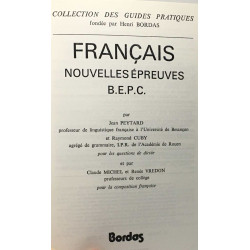 COLLECTION DES GUIDES PRATIQUES
fondée par Henri BORDAS
FRANÇAIS
NOUVELLES ÉPREUVES
B.E.P.C.
par
Jean PEYTARD
professeur de linguistique française à l'Université de Besançon
et Raymond CUBY
agrégé de grammaire, I.P.R. de l'Académie de Rouen
pour les questions de dictée
et par
Claude MICHEL et Renée VREDON
professeurs de collège
pour la composition française
Bordas